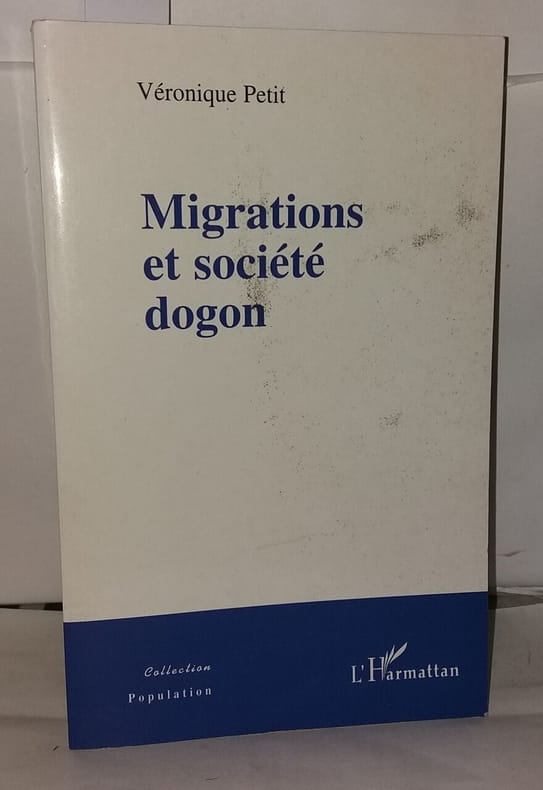 Véronique Petit
Migrations
et société
dogon
Collection
Population
L'Harmattan